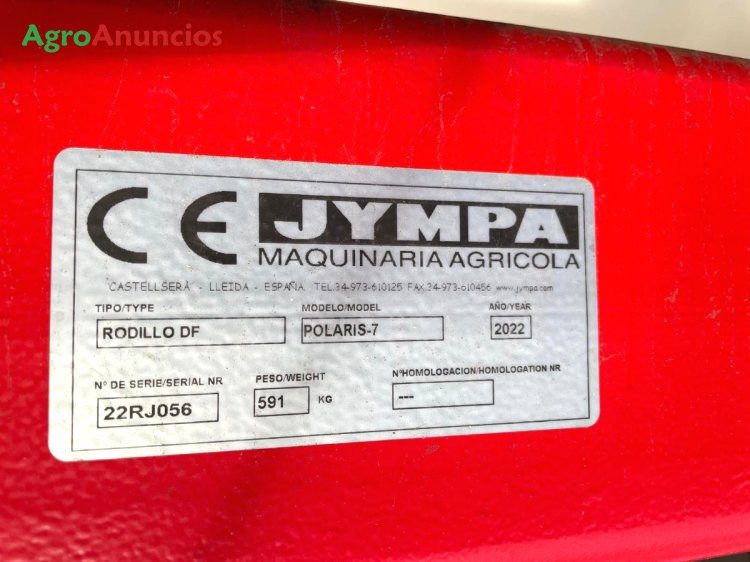 AgroAnuncios
CE JYMPA
MAQUINARIA AGRICOLA
CASTELLSERÀ - LLEIDA - ESPAÑA TEL.34-973-610125 FAX.34-973-610456 www.jympa.com
TIPO/TYPE MODELO/MODEL AÑO/YEAR
RODILLO DF POLARIS-7 2022
Nº DE SERIE/SERIAL NR PESO/WEIGHT NºHOMOLOGACION/HOMOLOGATION NR
22RJ056 591 KG ---